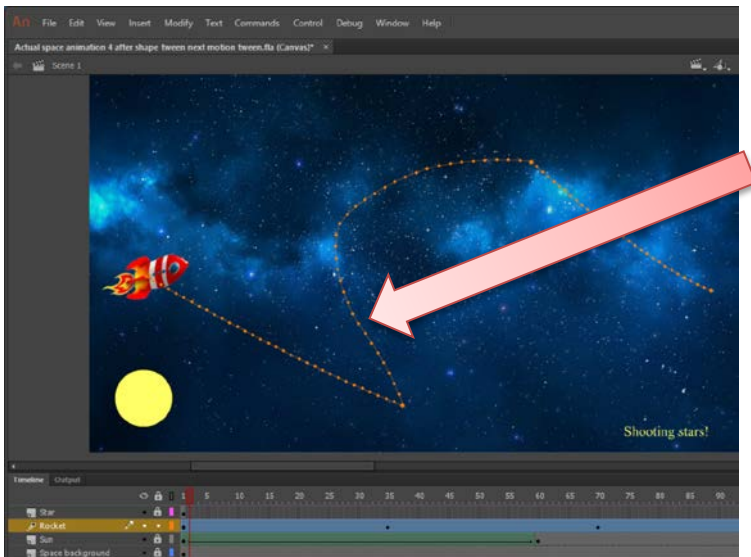 An File Edit View Insert Modify Text Commands Control Debug Window Help
Actual space animation 4 after shape tween next motion tween.fla (Canvas)* ×
Scene 1
Shooting stars!
Timeline Output
1 5 10 15 20 25 30 35 40 45 50 55 60 65 70 75 80 85 90
Star
Rocket
Sun
Space background